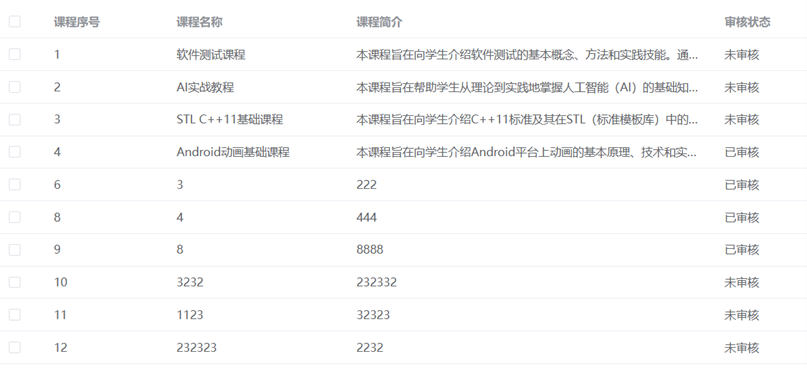 课程序号 课程名称 课程简介 审核状态
1 软件测试课程 本课程旨在向学生介绍软件测试的基本概念、方法和实践技能。通... 未审核
2 AI实战教程 本课程旨在帮助学生从理论到实践地掌握人工智能（AI）的基础知... 未审核
3 STL C++11基础课程 本课程旨在向学生介绍C++11标准及其在STL（标准模板库）中的... 未审核
4 Android动画基础课程 本课程旨在向学生介绍Android平台上动画的基本原理、技术和实... 已审核
6 3 222 已审核
8 4 444 已审核
9 8 8888 已审核
10 3232 232332 未审核
11 1123 32323 未审核
12 232323 2232 未审核